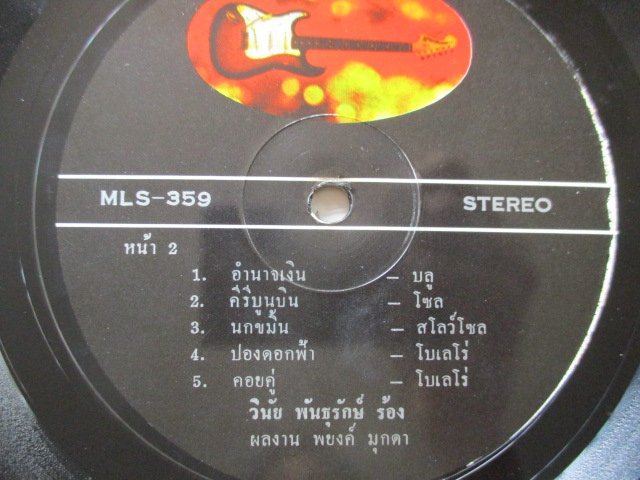 MLS-359 STEREO
หน้า 2
1. อำนาจเงิน — บลู
2. คีรีบูนบิน — โซล
3. นกขมิ้น — สโลว์โซล
4. ปองดอกฟ้า — โบเลโร่
5. คอยคู่ — โบเลโร่
วินัย พันธุรักษ์ ร้อง
ผลงาน พยงค์ มุกดา